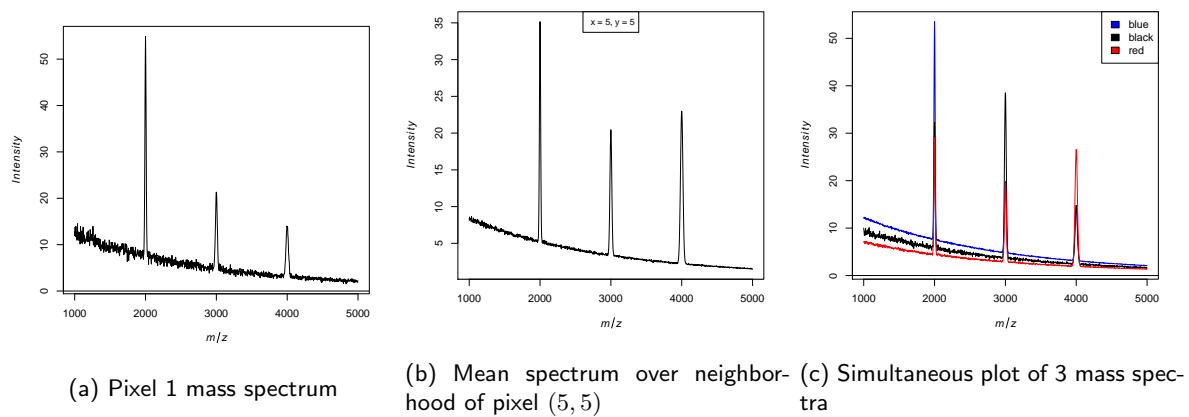 Intensity
60
50
40
30
20
10
0
1000 2000 3000 4000 5000
m/z
(a) Pixel 1 mass spectrum
x = 5, y = 5
Intensity
35
30
25
20
15
10
5
1000 2000 3000 4000 5000
m/z
(b) Mean spectrum over neighbor-
hood of pixel (5, 5)
blue
black
red
Intensity
50
40
30
20
10
0
1000 2000 3000 4000 5000
m/z
(c) Simultaneous plot of 3 mass spec-
tra